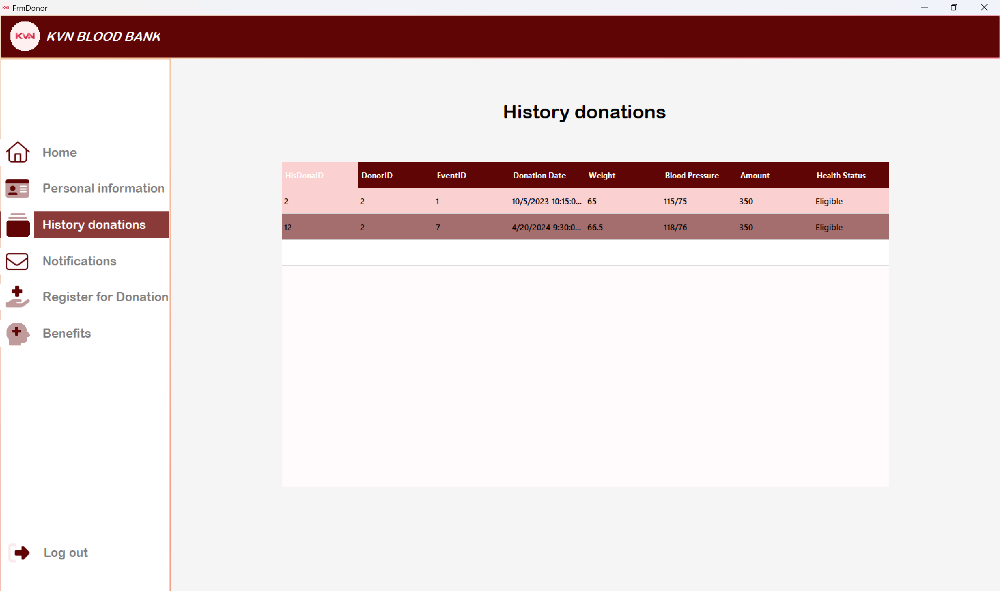 KVN FrmDonor
KVN KVN BLOOD BANK
History donations
Home
Personal information
History donations
Notifications
Register for Donation
Benefits
Log out
HisDonaID DonorID EventID Donation Date Weight Blood Pressure Amount Health Status
2 2 1 10/5/2023 10:15:0... 65 115/75 350 Eligible
12 2 7 4/20/2024 9:30:0... 66.5 118/76 350 Eligible